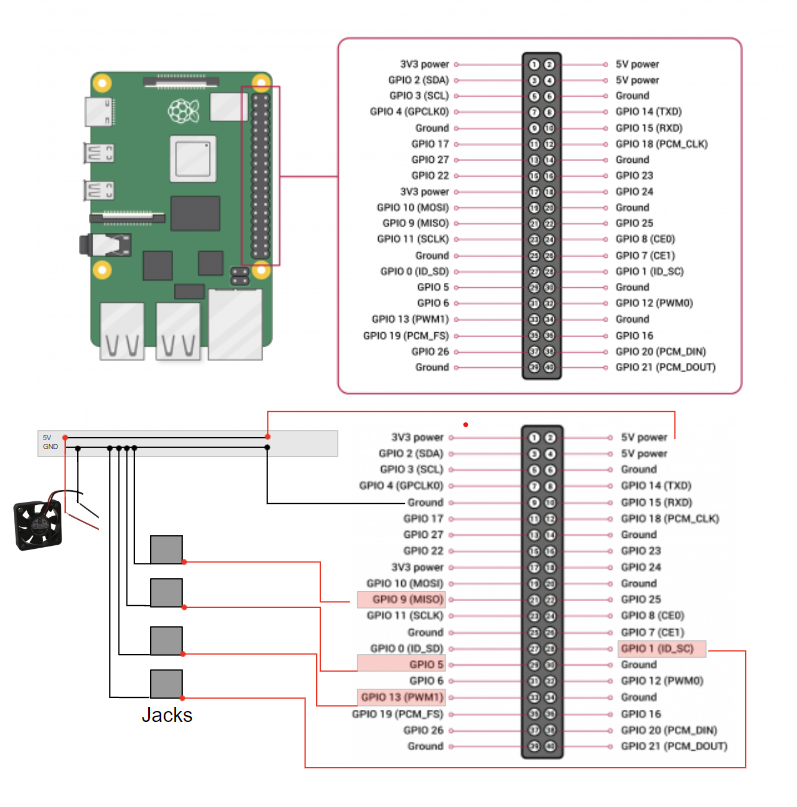 3V3 power 1 2 5V power
GPIO 2 (SDA) 3 4 5V power
GPIO 3 (SCL) 5 6 Ground
GPIO 4 (GPCLK0) 7 8 GPIO 14 (TXD)
Ground 9 10 GPIO 15 (RXD)
GPIO 17 11 12 GPIO 18 (PCM_CLK)
GPIO 27 13 14 Ground
GPIO 22 15 16 GPIO 23
3V3 power 17 18 GPIO 24
GPIO 10 (MOSI) 19 20 Ground
GPIO 9 (MISO) 21 22 GPIO 25
GPIO 11 (SCLK) 23 24 GPIO 8 (CE0)
Ground 25 26 GPIO 7 (CE1)
GPIO 0 (ID_SD) 27 28 GPIO 1 (ID_SC)
GPIO 5 29 30 Ground
GPIO 6 31 32 GPIO 12 (PWM0)
GPIO 13 (PWM1) 33 34 Ground
GPIO 19 (PCM_FS) 35 36 GPIO 16
GPIO 26 37 38 GPIO 20 (PCM_DIN)
Ground 39 40 GPIO 21 (PCM_DOUT)
5V
GND
Jacks
3V3 power 1 2 5V power
GPIO 2 (SDA) 3 4 5V power
GPIO 3 (SCL) 5 6 Ground
GPIO 4 (GPCLK0) 7 8 GPIO 14 (TXD)
Ground 9 10 GPIO 15 (RXD)
GPIO 17 11 12 GPIO 18 (PCM_CLK)
GPIO 27 13 14 Ground
GPIO 22 15 16 GPIO 23
3V3 power 17 18 GPIO 24
GPIO 10 (MOSI) 19 20 Ground
GPIO 9 (MISO) 21 22 GPIO 25
GPIO 11 (SCLK) 23 24 GPIO 8 (CE0)
Ground 25 26 GPIO 7 (CE1)
GPIO 0 (ID_SD) 27 28 GPIO 1 (ID_SC)
GPIO 5 29 30 Ground
GPIO 6 31 32 GPIO 12 (PWM0)
GPIO 13 (PWM1) 33 34 Ground
GPIO 19 (PCM_FS) 35 36 GPIO 16
GPIO 26 37 38 GPIO 20 (PCM_DIN)
Ground 39 40 GPIO 21 (PCM_DOUT)